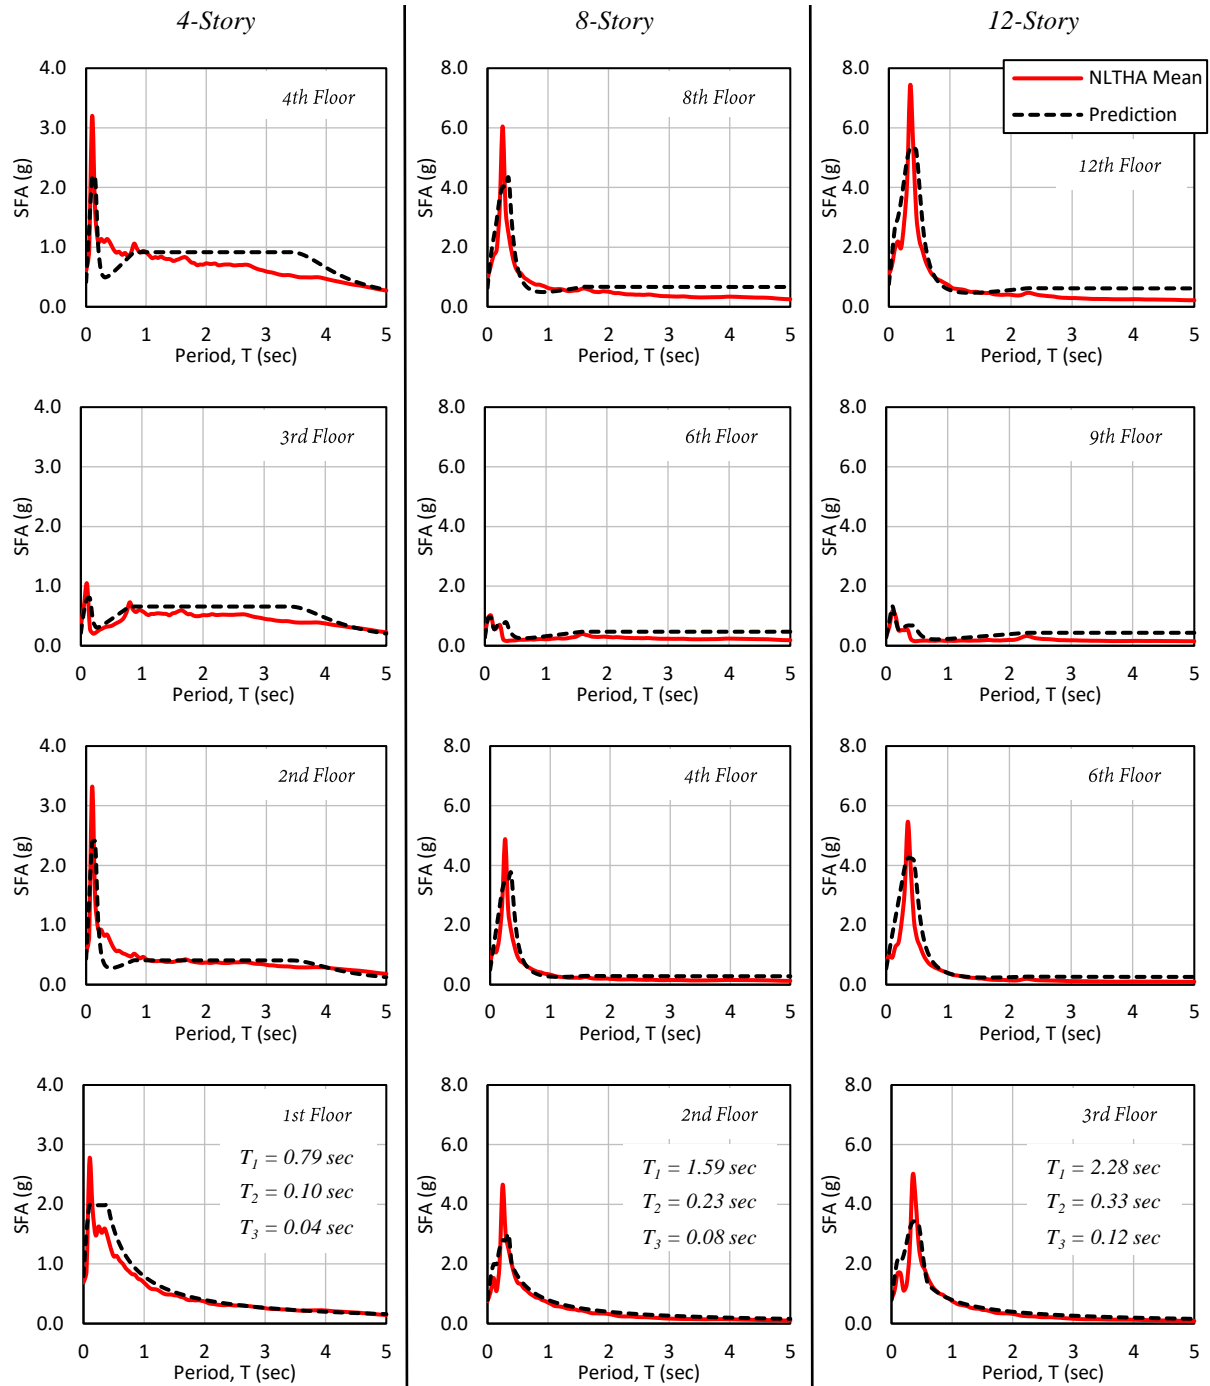 4-Story 8-Story 12-Story
4.0
3.0
2.0
1.0
0.0
SFA (g)
4th Floor
0 1 2 3 4 5
Period, T (sec)
8.0
6.0
4.0
2.0
0.0
SFA (g)
8th Floor
0 1 2 3 4 5
Period, T (sec)
8.0
6.0
4.0
2.0
0.0
SFA (g)
NLTHA Mean
Prediction
12th Floor
0 1 2 3 4 5
Period, T (sec)
4.0
3.0
2.0
1.0
0.0
SFA (g)
3rd Floor
0 1 2 3 4 5
Period, T (sec)
8.0
6.0
4.0
2.0
0.0
SFA (g)
6th Floor
0 1 2 3 4 5
Period, T (sec)
8.0
6.0
4.0
2.0
0.0
SFA (g)
9th Floor
0 1 2 3 4 5
Period, T (sec)
4.0
3.0
2.0
1.0
0.0
SFA (g)
2nd Floor
0 1 2 3 4 5
Period, T (sec)
8.0
6.0
4.0
2.0
0.0
SFA (g)
4th Floor
0 1 2 3 4 5
Period, T (sec)
8.0
6.0
4.0
2.0
0.0
SFA (g)
6th Floor
0 1 2 3 4 5
Period, T (sec)
4.0
3.0
2.0
1.0
0.0
SFA (g)
1st Floor
T1 = 0.79 sec
T2 = 0.10 sec
T3 = 0.04 sec
0 1 2 3 4 5
Period, T (sec)
8.0
6.0
4.0
2.0
0.0
SFA (g)
2nd Floor
T1 = 1.59 sec
T2 = 0.23 sec
T3 = 0.08 sec
0 1 2 3 4 5
Period, T (sec)
8.0
6.0
4.0
2.0
0.0
SFA (g)
3rd Floor
T1 = 2.28 sec
T2 = 0.33 sec
T3 = 0.12 sec
0 1 2 3 4 5
Period, T (sec)